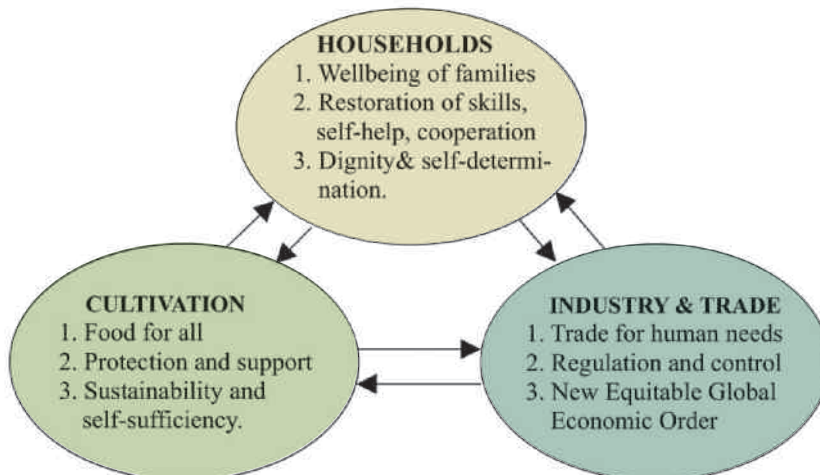 HOUSEHOLDS
1. Wellbeing of families
2. Restoration of skills,
self-help, cooperation
3. Dignity& self-determi-
nation.
CULTIVATION
1. Food for all
2. Protection and support
3. Sustainability and
self-sufficiency.
INDUSTRY & TRADE
1. Trade for human needs
2. Regulation and control
3. New Equitable Global
Economic Order